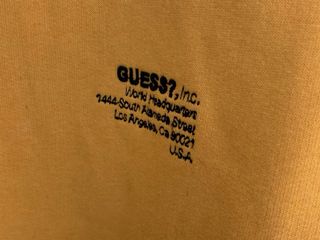 GUESS?, Inc.
World Headquarters
1444 South Alameda Street
Los Angeles, Ca 90021
U.S.A